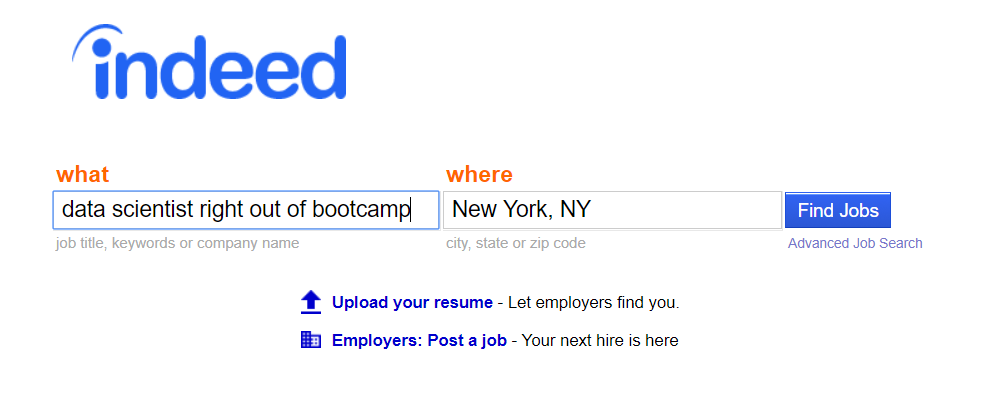 indeed
what where
data scientist right out of bootcamp New York, NY Find Jobs
job title, keywords or company name city, state or zip code Advanced Job Search
Upload your resume - Let employers find you.
Employers: Post a job - Your next hire is here